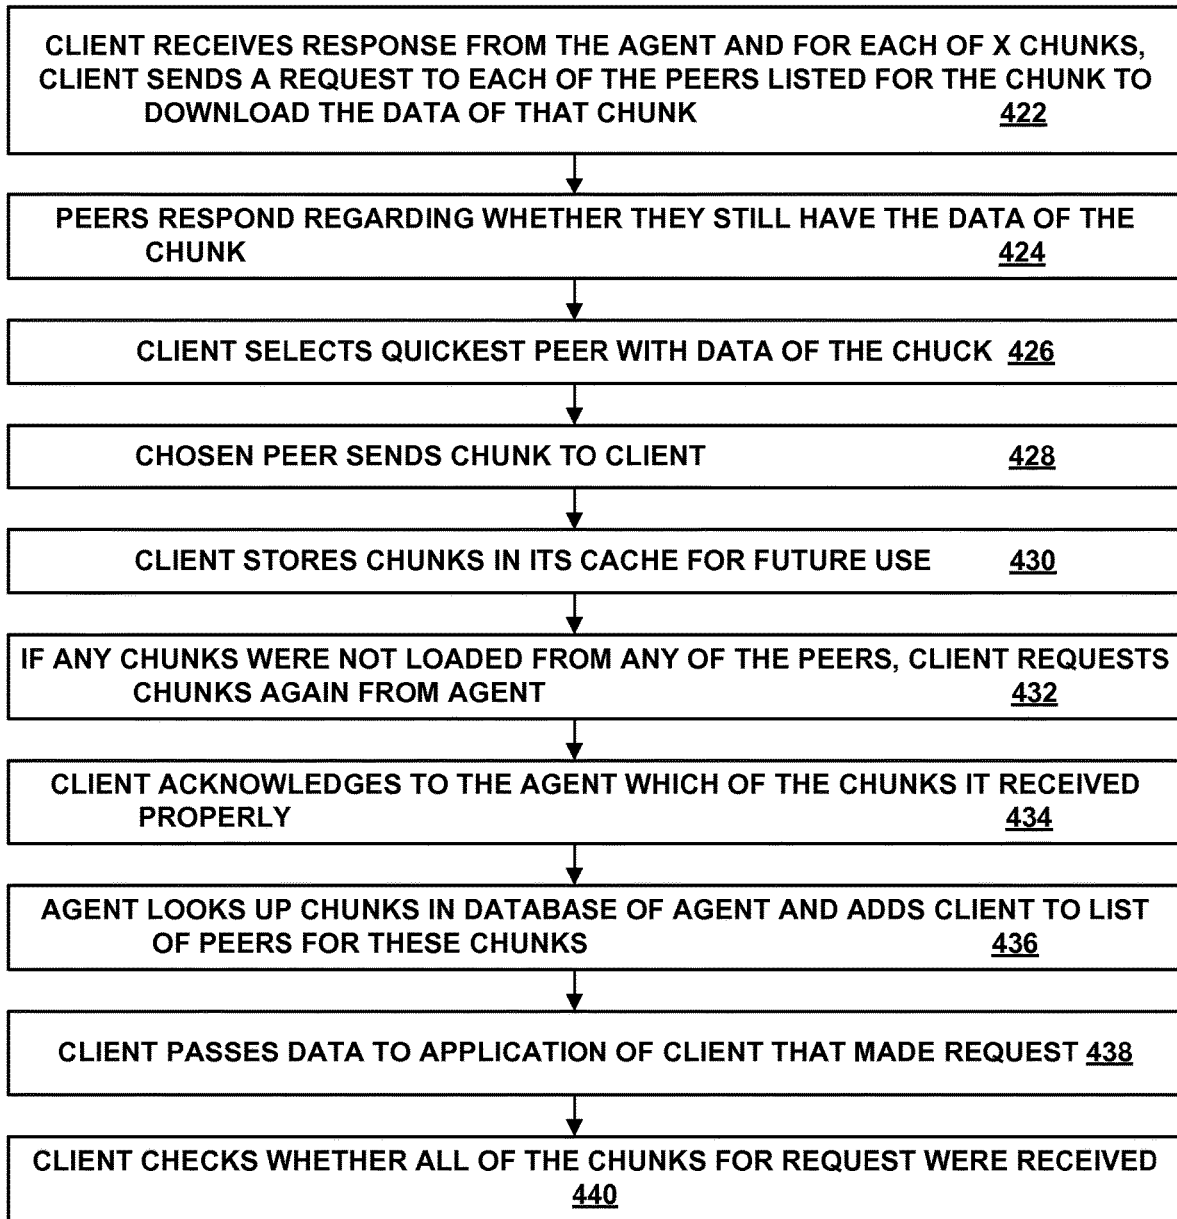 CLIENT RECEIVES RESPONSE FROM THE AGENT AND FOR EACH OF X CHUNKS,
CLIENT SENDS A REQUEST TO EACH OF THE PEERS LISTED FOR THE CHUNK TO
DOWNLOAD THE DATA OF THAT CHUNK 422
PEERS RESPOND REGARDING WHETHER THEY STILL HAVE THE DATA OF THE
CHUNK 424
CLIENT SELECTS QUICKEST PEER WITH DATA OF THE CHUCK 426
CHOSEN PEER SENDS CHUNK TO CLIENT 428
CLIENT STORES CHUNKS IN ITS CACHE FOR FUTURE USE 430
IF ANY CHUNKS WERE NOT LOADED FROM ANY OF THE PEERS, CLIENT REQUESTS
CHUNKS AGAIN FROM AGENT 432
CLIENT ACKNOWLEDGES TO THE AGENT WHICH OF THE CHUNKS IT RECEIVED
PROPERLY 434
AGENT LOOKS UP CHUNKS IN DATABASE OF AGENT AND ADDS CLIENT TO LIST
OF PEERS FOR THESE CHUNKS 436
CLIENT PASSES DATA TO APPLICATION OF CLIENT THAT MADE REQUEST 438
CLIENT CHECKS WHETHER ALL OF THE CHUNKS FOR REQUEST WERE RECEIVED
440